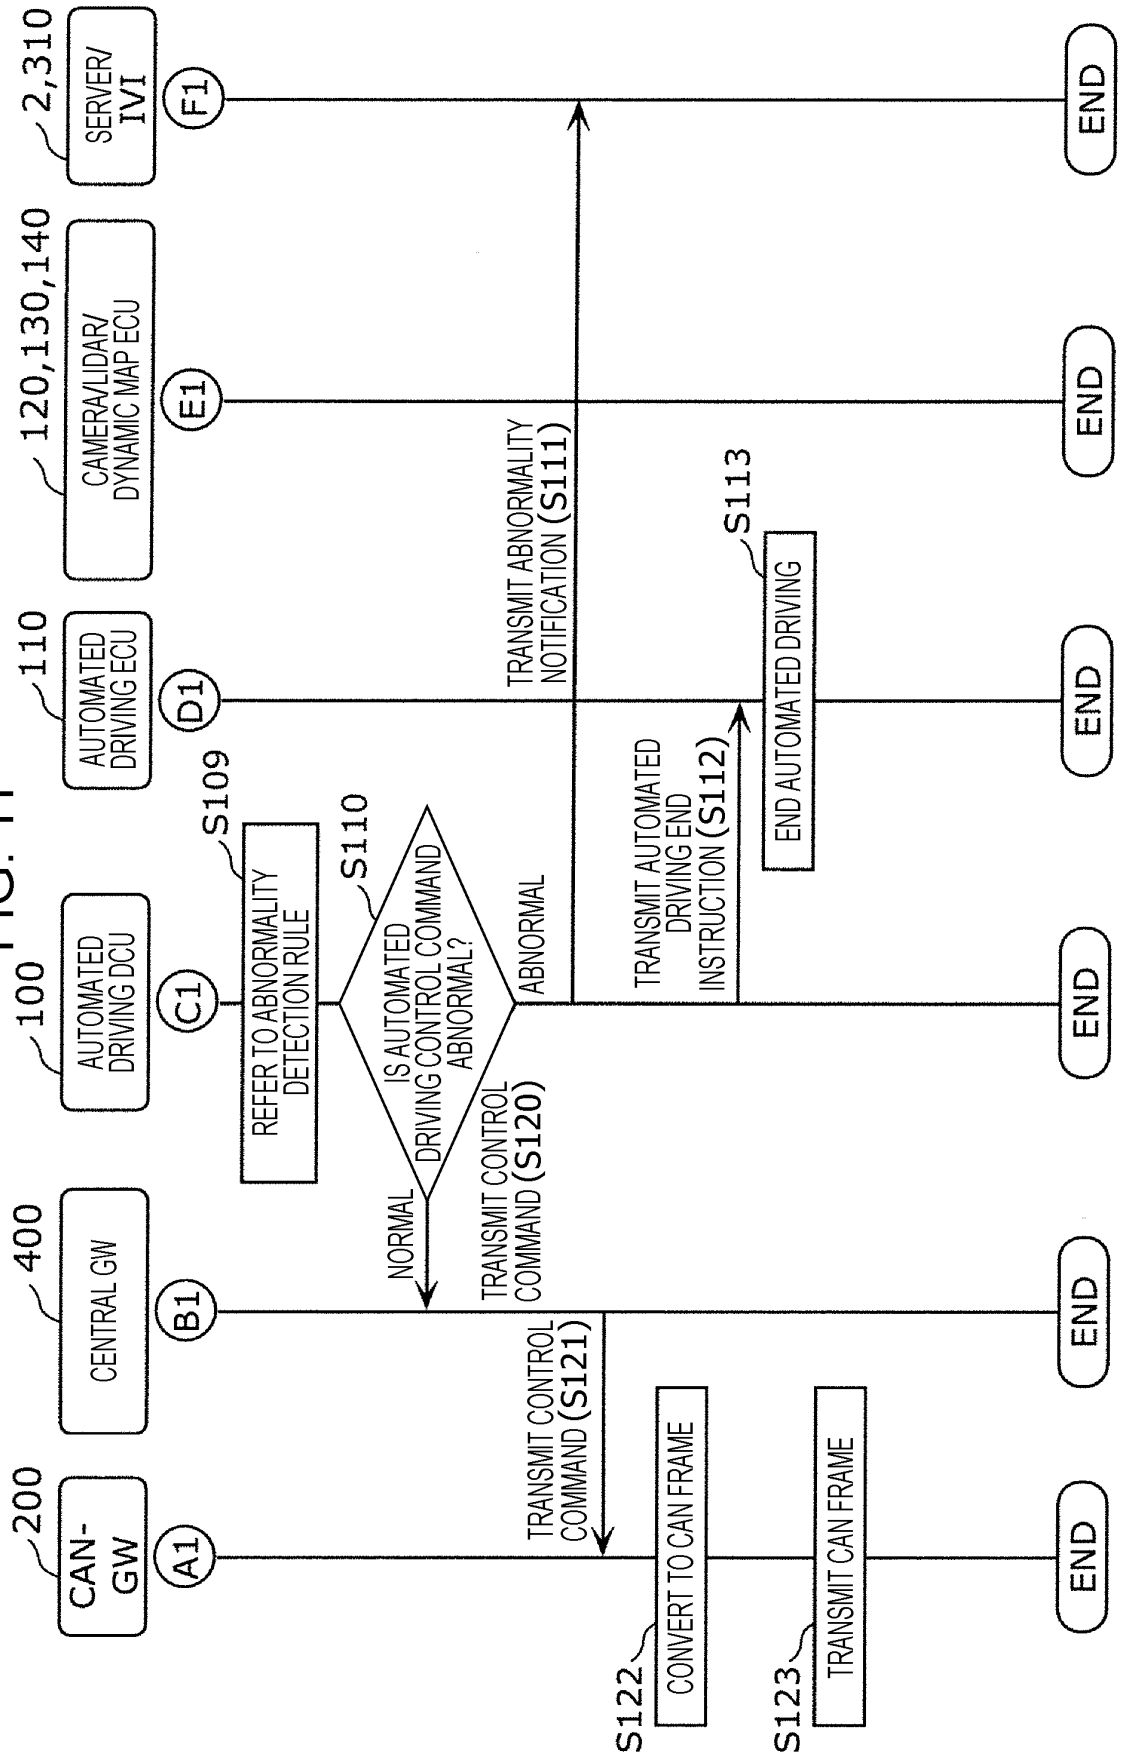 200
400
100
110
120,130,140
2,310
CAN-
GW
CENTRAL GW
AUTOMATED
DRIVING DCU
AUTOMATED
DRIVING ECU
CAMERA/LIDAR/
DYNAMIC MAP ECU
SERVER/
IVI
A1
B1
C1
D1
E1
F1
S109
REFER TO ABNORMALITY
DETECTION RULE
S110
IS AUTOMATED
DRIVING CONTROL COMMAND
ABNORMAL?
NORMAL
TRANSMIT CONTROL
COMMAND (S120)
ABNORMAL
TRANSMIT ABNORMALITY
NOTIFICATION (S111)
TRANSMIT CONTROL
COMMAND (S121)
TRANSMIT AUTOMATED
DRIVING END
INSTRUCTION (S112)
S122
CONVERT TO CAN FRAME
S113
END AUTOMATED DRIVING
S123
TRANSMIT CAN FRAME
END
END
END
END
END
END